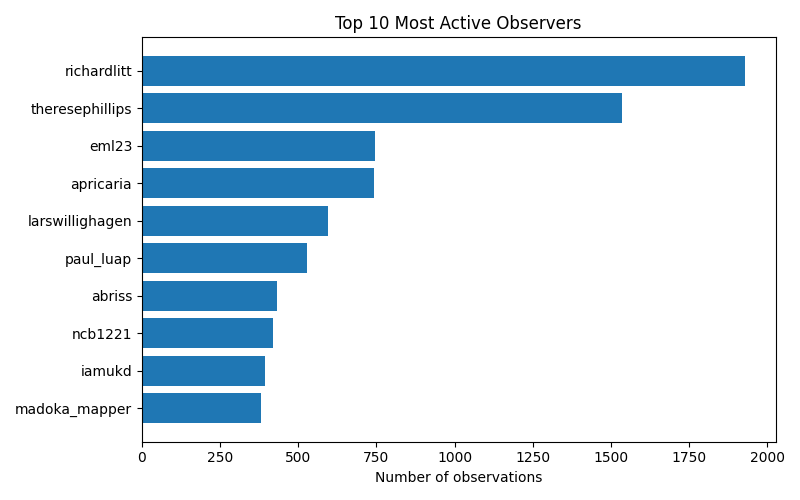 Top 10 Most Active Observers
richardlitt
theresephillips
eml23
apricaria
larswillighagen
paul_luap
abriss
ncb1221
iamukd
madoka_mapper
0 250 500 750 1000 1250 1500 1750 2000
Number of observations